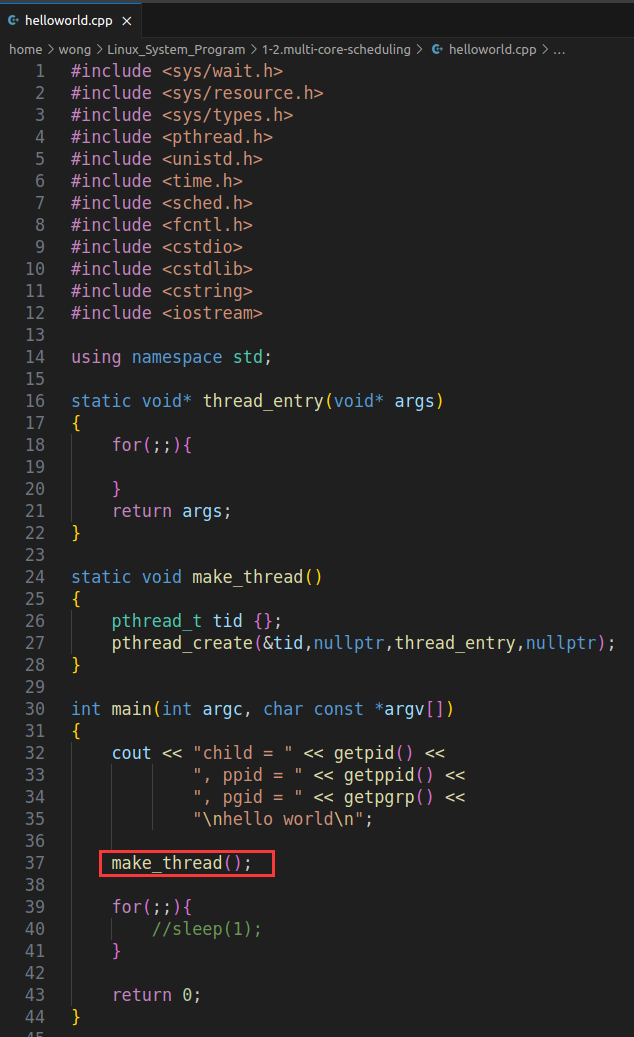 helloworld.cpp ×
home > wong > Linux_System_Program > 1-2.multi-core-scheduling > helloworld.cpp > ...
1 #include <sys/wait.h>
2 #include <sys/resource.h>
3 #include <sys/types.h>
4 #include <pthread.h>
5 #include <unistd.h>
6 #include <time.h>
7 #include <sched.h>
8 #include <fcntl.h>
9 #include <cstdio>
10 #include <cstdlib>
11 #include <cstring>
12 #include <iostream>
13
14 using namespace std;
15
16 static void* thread_entry(void* args)
17 {
18     for(;;){
19
20     }
21     return args;
22 }
23
24 static void make_thread()
25 {
26     pthread_t tid {};
27     pthread_create(&tid,nullptr,thread_entry,nullptr);
28 }
29
30 int main(int argc, char const *argv[])
31 {
32     cout << "child = " << getpid() <<
33             ", ppid = " << getppid() <<
34             ", pgid = " << getpgrp() <<
35             "\nhello world\n";
36
37     make_thread();
38
39     for(;;){
40         //sleep(1);
41     }
42
43     return 0;
44 }
45